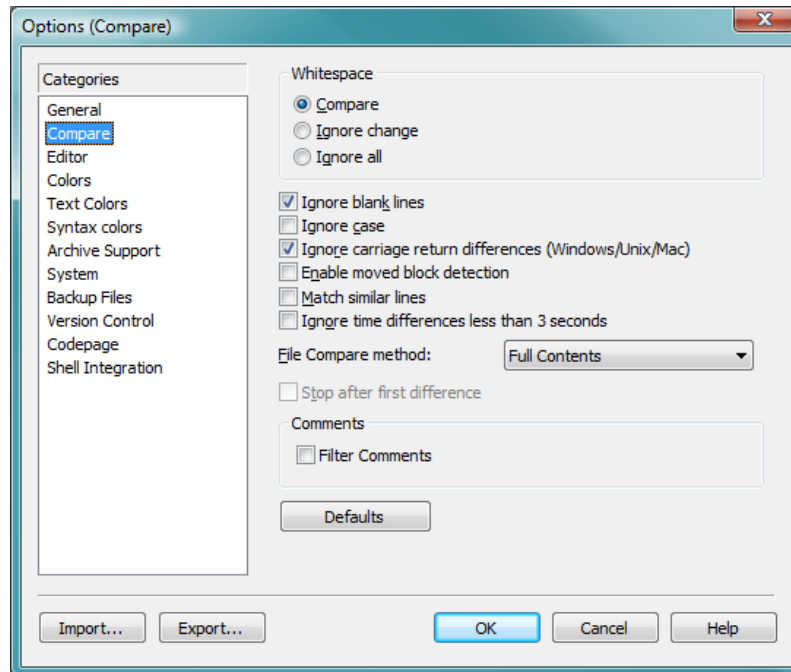 Options (Compare)
Categories
General
Compare
Editor
Colors
Text Colors
Syntax colors
Archive Support
System
Backup Files
Version Control
Codepage
Shell Integration
Whitespace
Compare
Ignore change
Ignore all
Ignore blank lines
Ignore case
Ignore carriage return differences (Windows/Unix/Mac)
Enable moved block detection
Match similar lines
Ignore time differences less than 3 seconds
File Compare method: Full Contents
Stop after first difference
Comments
Filter Comments
Defaults
Import... Export... OK Cancel Help